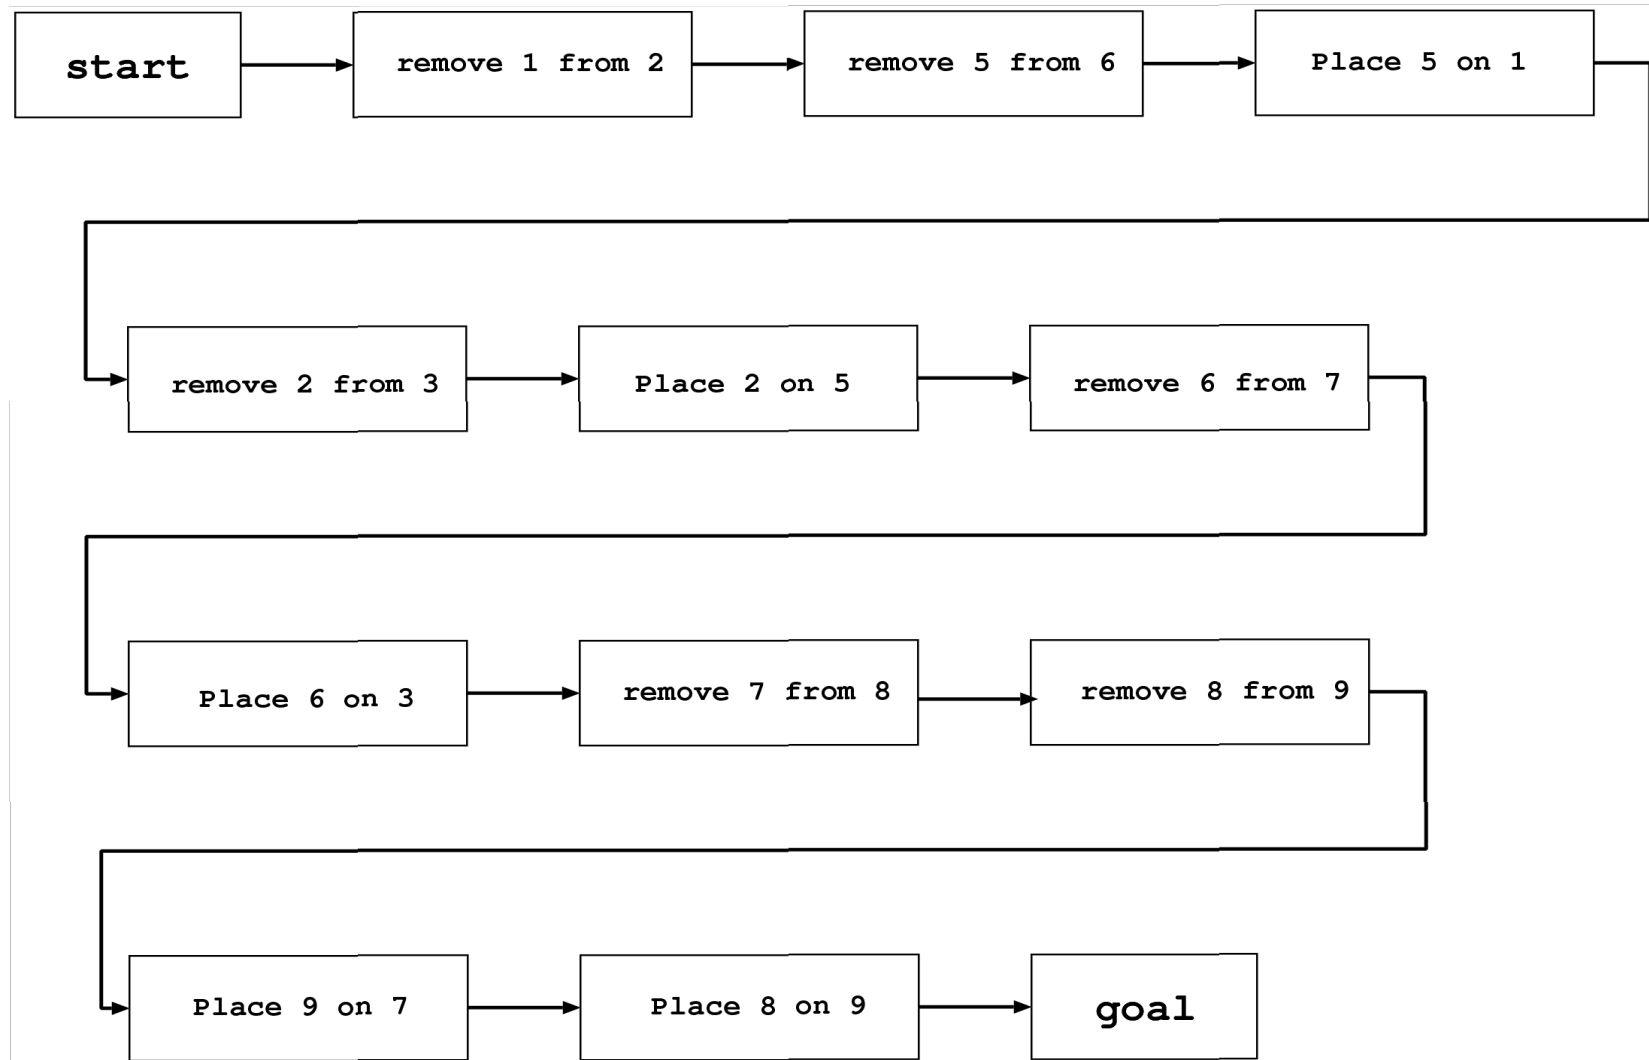 start
remove 1 from 2
remove 5 from 6
Place 5 on 1
remove 2 from 3
Place 2 on 5
remove 6 from 7
Place 6 on 3
remove 7 from 8
remove 8 from 9
Place 9 on 7
Place 8 on 9
goal